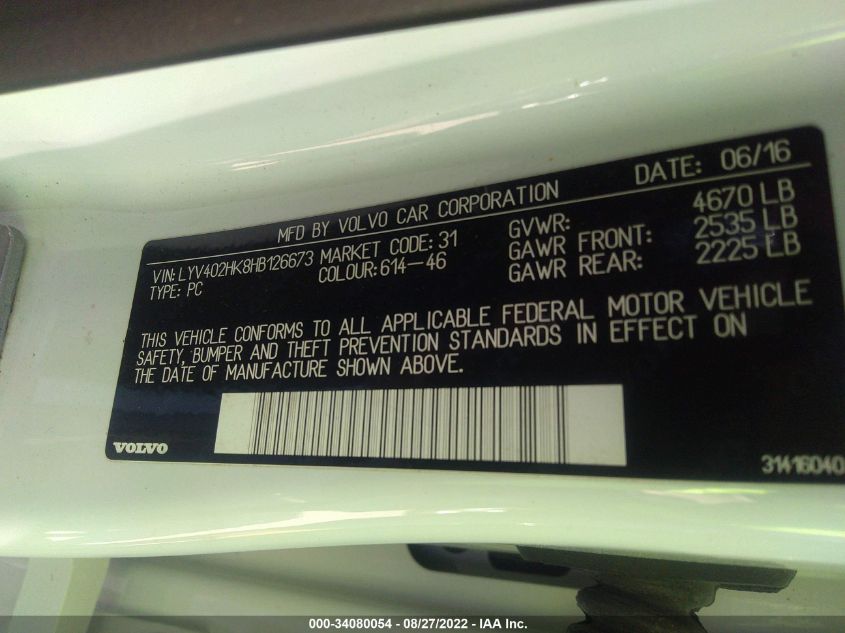 MFD BY VOLVO CAR CORPORATION DATE: 06/16
VIN: LYV402HK8HB126673 MARKET CODE: 31 GVWR: 4670 LB
TYPE: PC COLOUR: 614-46 GAWR FRONT: 2535 LB
GAWR REAR: 2225 LB
THIS VEHICLE CONFORMS TO ALL APPLICABLE FEDERAL MOTOR VEHICLE
SAFETY, BUMPER AND THEFT PREVENTION STANDARDS IN EFFECT ON
THE DATE OF MANUFACTURE SHOWN ABOVE.
VOLVO
31416040
000-34080054 - 08/27/2022 - IAA Inc.